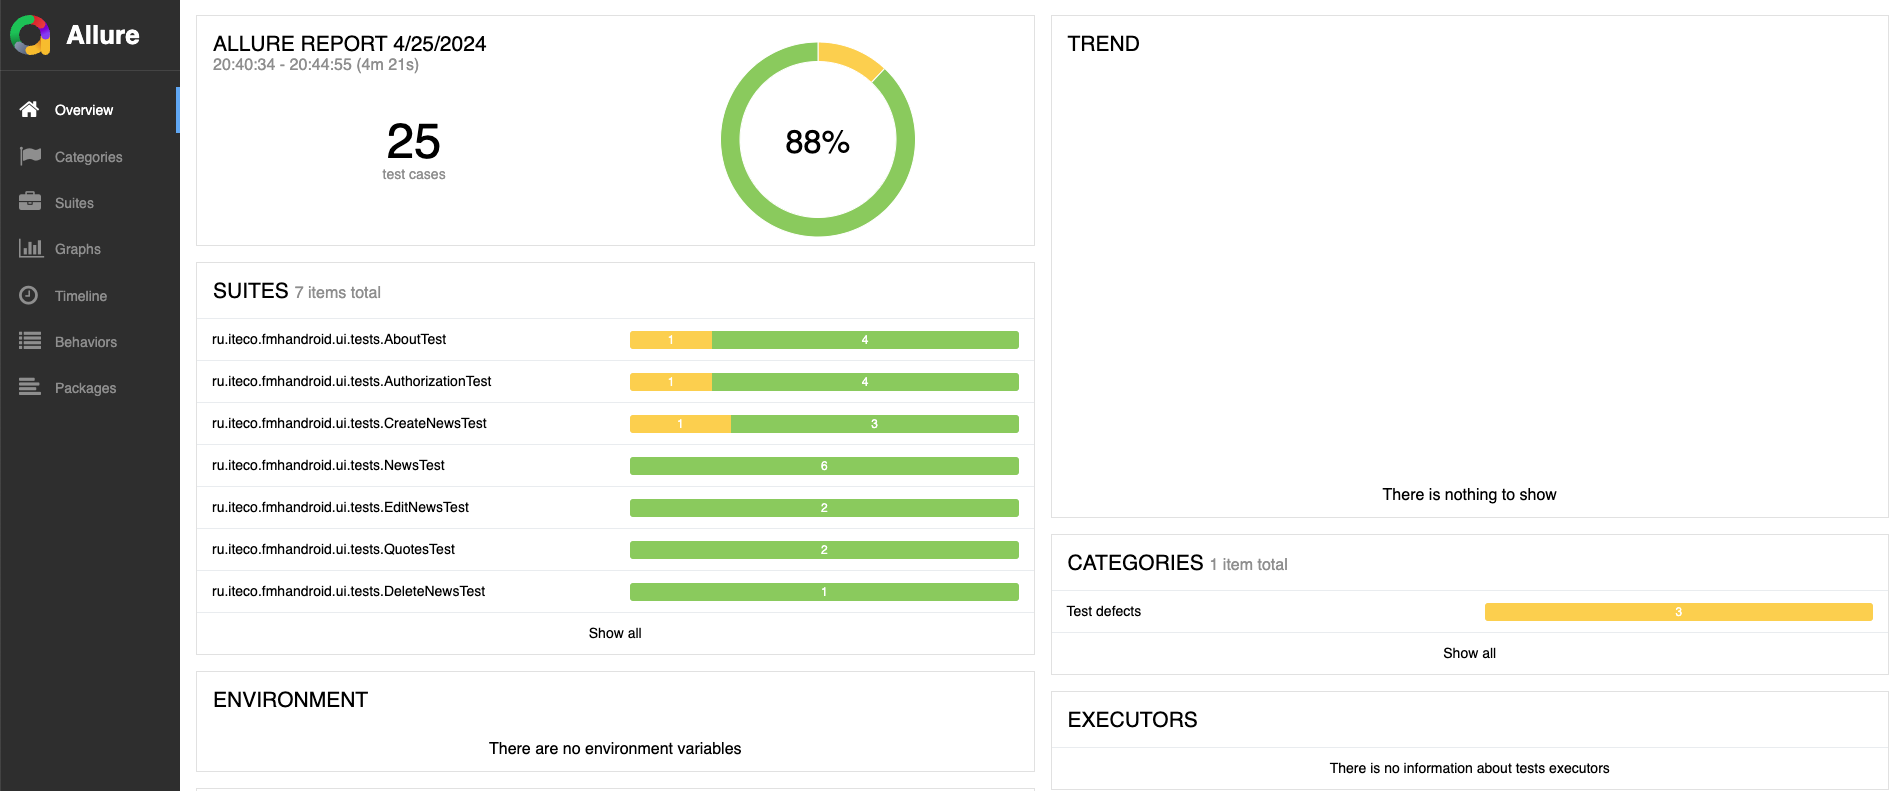 Allure
Overview
Categories
Suites
Graphs
Timeline
Behaviors
Packages
ALLURE REPORT 4/25/2024
20:40:34 - 20:44:55 (4m 21s)
25
test cases
88%
SUITES 7 items total
ru.iteco.fmhandroid.ui.tests.AboutTest 1 4
ru.iteco.fmhandroid.ui.tests.AuthorizationTest 1 4
ru.iteco.fmhandroid.ui.tests.CreateNewsTest 1 3
ru.iteco.fmhandroid.ui.tests.NewsTest 6
ru.iteco.fmhandroid.ui.tests.EditNewsTest 2
ru.iteco.fmhandroid.ui.tests.QuotesTest 2
ru.iteco.fmhandroid.ui.tests.DeleteNewsTest 1
Show all
ENVIRONMENT
There are no environment variables
TREND
There is nothing to show
CATEGORIES 1 item total
Test defects 3
Show all
EXECUTORS
There is no information about tests executors